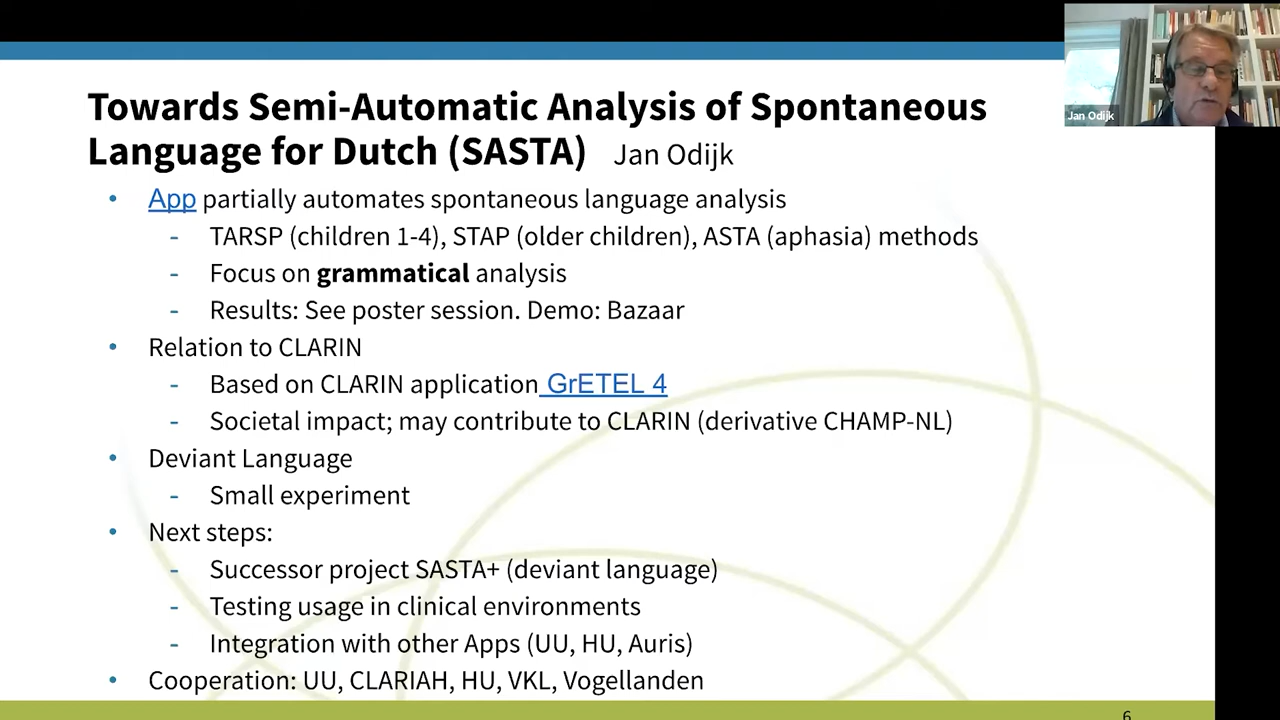 Towards Semi-Automatic Analysis of Spontaneous
Language for Dutch (SASTA) Jan Odijk
• App partially automates spontaneous language analysis
- TARSP (children 1-4), STAP (older children), ASTA (aphasia) methods
- Focus on grammatical analysis
- Results: See poster session. Demo: Bazaar
• Relation to CLARIN
- Based on CLARIN application GrETEL 4
- Societal impact; may contribute to CLARIN (derivative CHAMP-NL)
• Deviant Language
- Small experiment
• Next steps:
- Successor project SASTA+ (deviant language)
- Testing usage in clinical environments
- Integration with other Apps (UU, HU, Auris)
• Cooperation: UU, CLARIAH, HU, VKL, Vogellanden
6
Jan Odijk